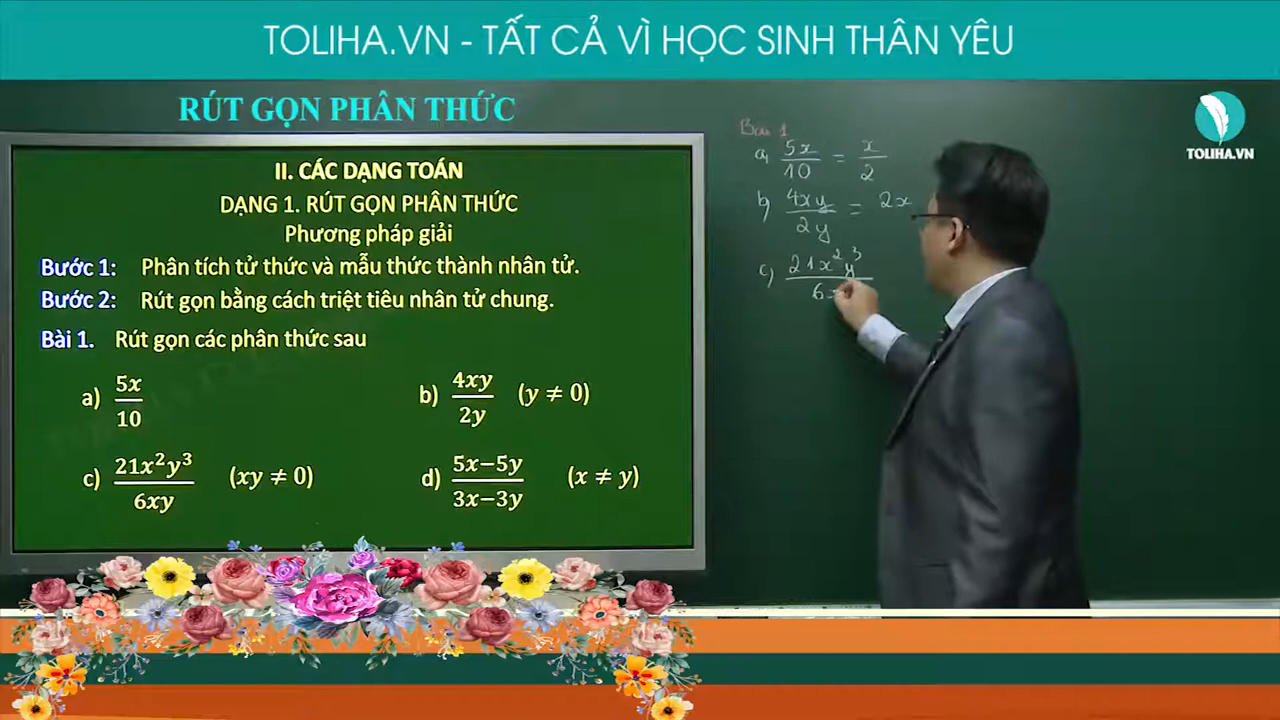 TOLIHA.VN - TẤT CẢ VÌ HỌC SINH THÂN YÊU
RÚT GỌN PHÂN THỨC
TOLIHA.VN
II. CÁC DẠNG TOÁN
DẠNG 1. RÚT GỌN PHÂN THỨC
Phương pháp giải
Bước 1: Phân tích tử thức và mẫu thức thành nhân tử.
Bước 2: Rút gọn bằng cách triệt tiêu nhân tử chung.
Bài 1. Rút gọn các phân thức sau
a) 5x/10 b) 4xy/2y (y ≠ 0)
c) 21x²y³/6xy (xy ≠ 0) d) 5x−5y/3x−3y (x ≠ y)
Bài 1
a) 5x/10 = x/2
b) 4xy/2y = 2x
c) 21x²y³/6x